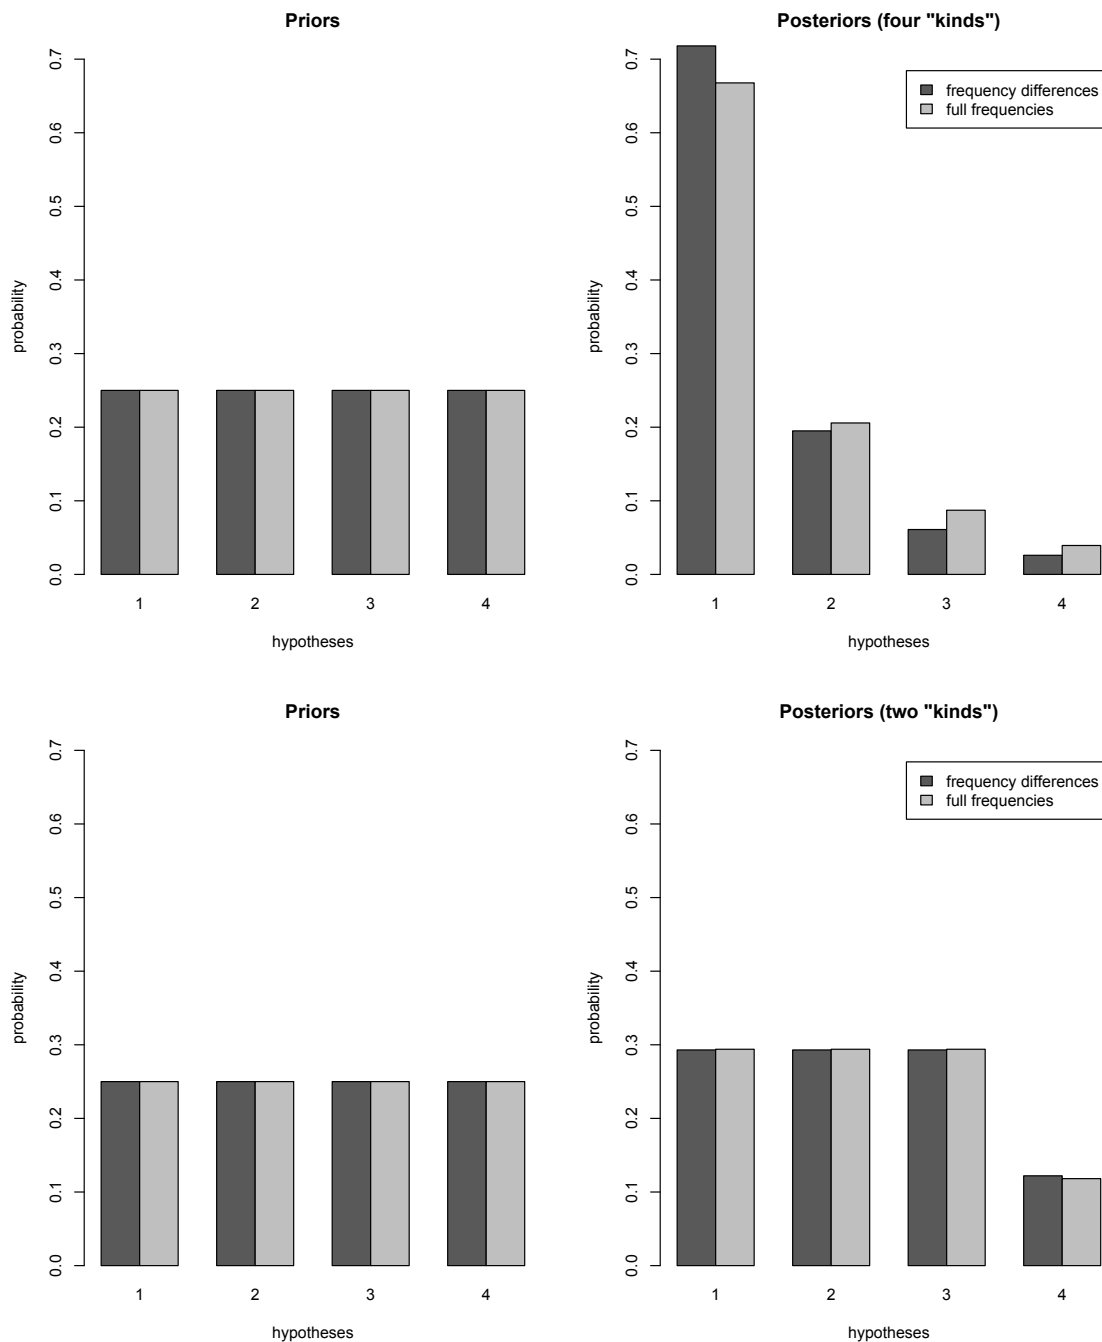 Priors
0.7
0.6
0.5
0.4
0.3
0.2
0.1
0.0
probability
1 2 3 4
hypotheses
Posteriors (four "kinds")
0.7
0.6
0.5
0.4
0.3
0.2
0.1
0.0
probability
frequency differences
full frequencies
1 2 3 4
hypotheses
Priors
0.7
0.6
0.5
0.4
0.3
0.2
0.1
0.0
probability
1 2 3 4
hypotheses
Posteriors (two "kinds")
0.7
0.6
0.5
0.4
0.3
0.2
0.1
0.0
probability
frequency differences
full frequencies
1 2 3 4
hypotheses